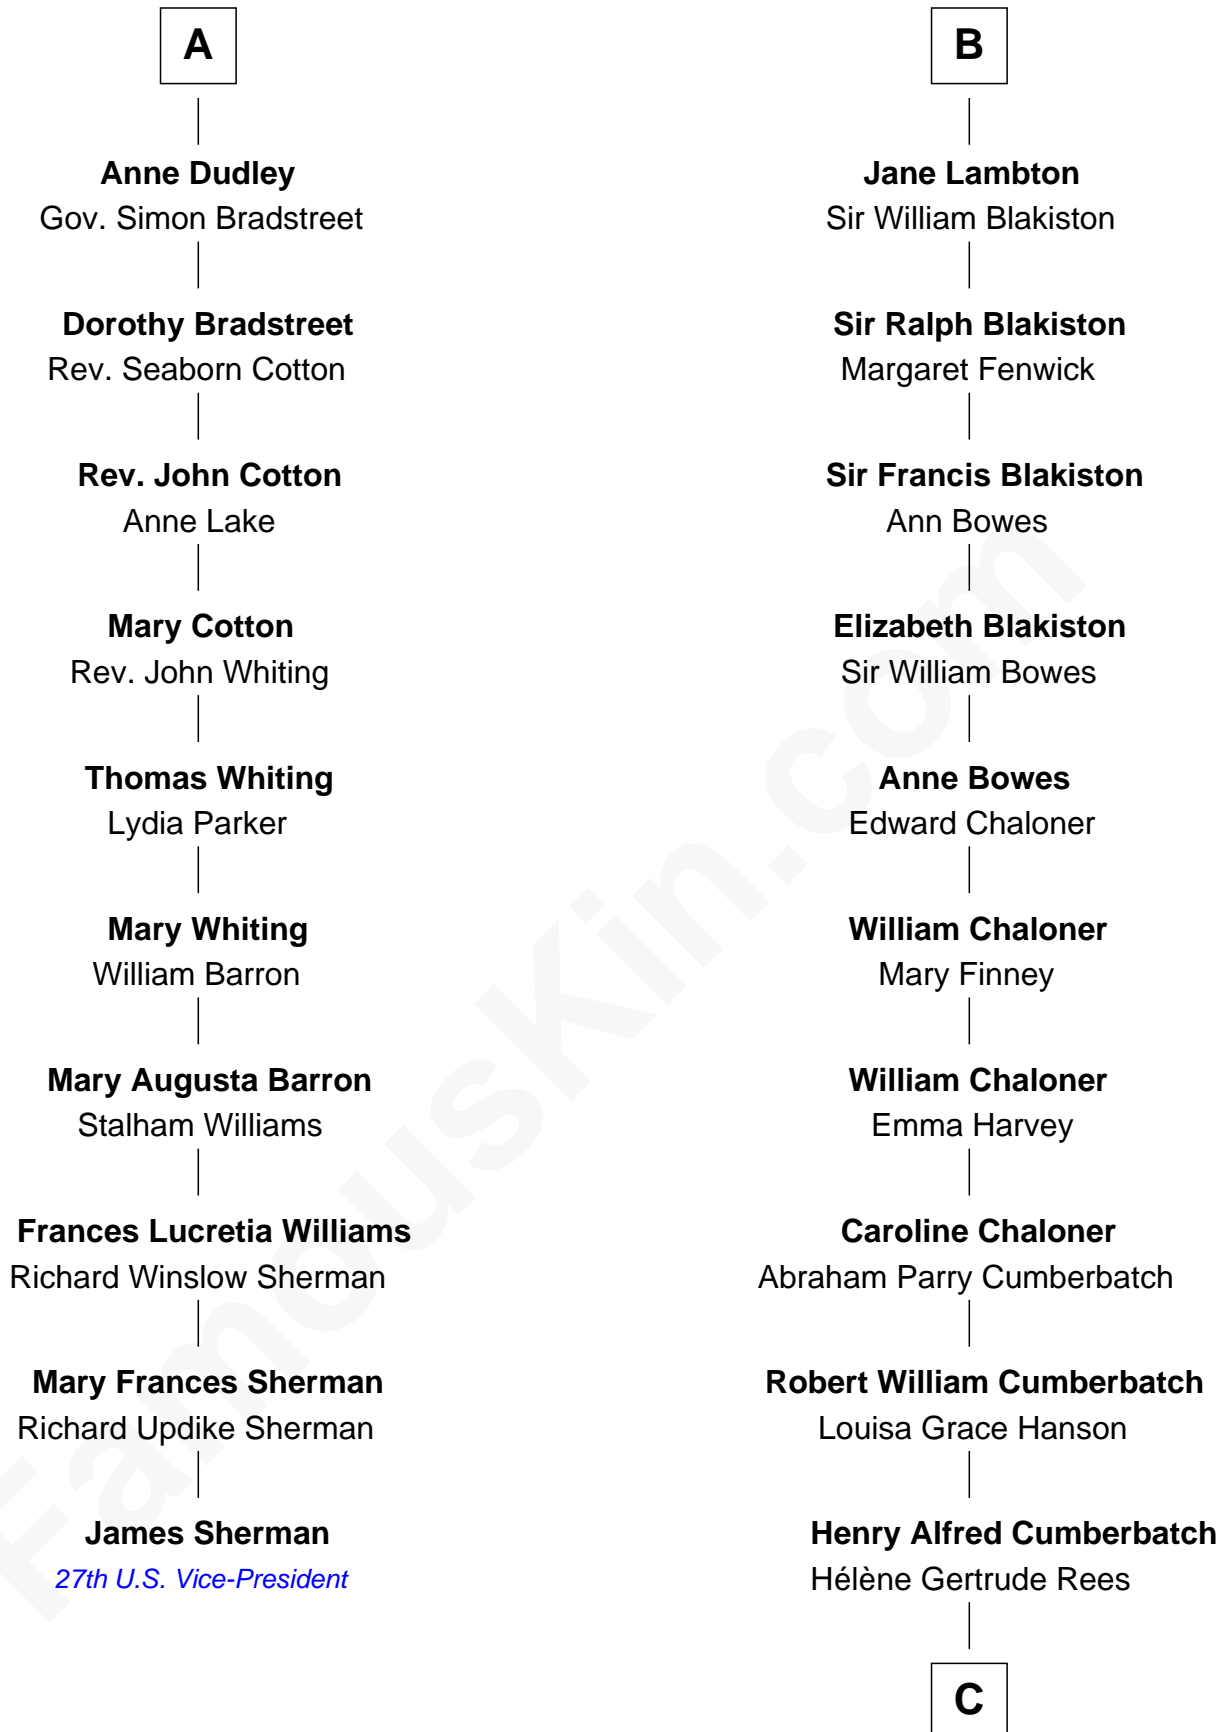 A
Anne Dudley
Gov. Simon Bradstreet
Dorothy Bradstreet
Rev. Seaborn Cotton
Rev. John Cotton
Anne Lake
Mary Cotton
Rev. John Whiting
Thomas Whiting
Lydia Parker
Mary Whiting
William Barron
Mary Augusta Barron
Stalham Williams
Frances Lucretia Williams
Richard Winslow Sherman
Mary Frances Sherman
Richard Updike Sherman
James Sherman
27th U.S. Vice-President
B
Jane Lambton
Sir William Blakiston
Sir Ralph Blakiston
Margaret Fenwick
Sir Francis Blakiston
Ann Bowes
Elizabeth Blakiston
Sir William Bowes
Anne Bowes
Edward Chaloner
William Chaloner
Mary Finney
William Chaloner
Emma Harvey
Caroline Chaloner
Abraham Parry Cumberbatch
Robert William Cumberbatch
Louisa Grace Hanson
Henry Alfred Cumberbatch
Hélène Gertrude Rees
C
FamousKin.com